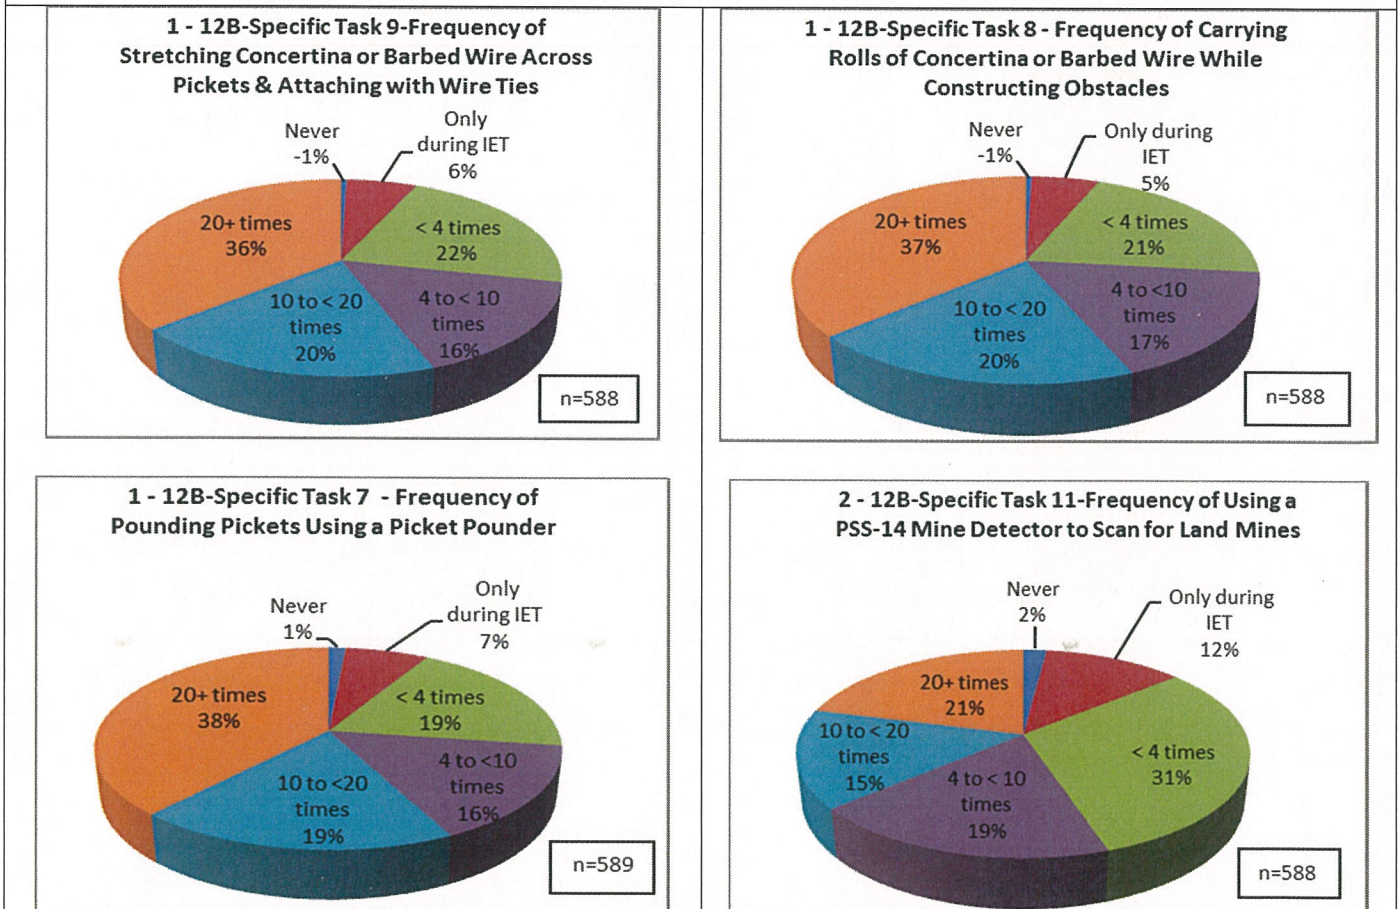 1 - 12B-Specific Task 9-Frequency of
Stretching Concertina or Barbed Wire Across
Pickets & Attaching with Wire Ties
Never
-1%
Only
during IET
6%
20+ times
36%
< 4 times
22%
10 to < 20
times
20%
4 to < 10
times
16%
n=588
1 - 12B-Specific Task 8 - Frequency of Carrying
Rolls of Concertina or Barbed Wire While
Constructing Obstacles
Never
-1%
Only during
IET
5%
20+ times
37%
< 4 times
21%
10 to < 20
times
20%
4 to <10
times
17%
n=588
1 - 12B-Specific Task 7 - Frequency of
Pounding Pickets Using a Picket Pounder
Never
1%
Only
during IET
7%
20+ times
38%
< 4 times
19%
10 to <20
times
19%
4 to <10
times
16%
n=589
2 - 12B-Specific Task 11-Frequency of Using a
PSS-14 Mine Detector to Scan for Land Mines
Never
2%
Only during
IET
12%
20+ times
21%
10 to < 20
times
15%
4 to < 10
times
19%
< 4 times
31%
n=588